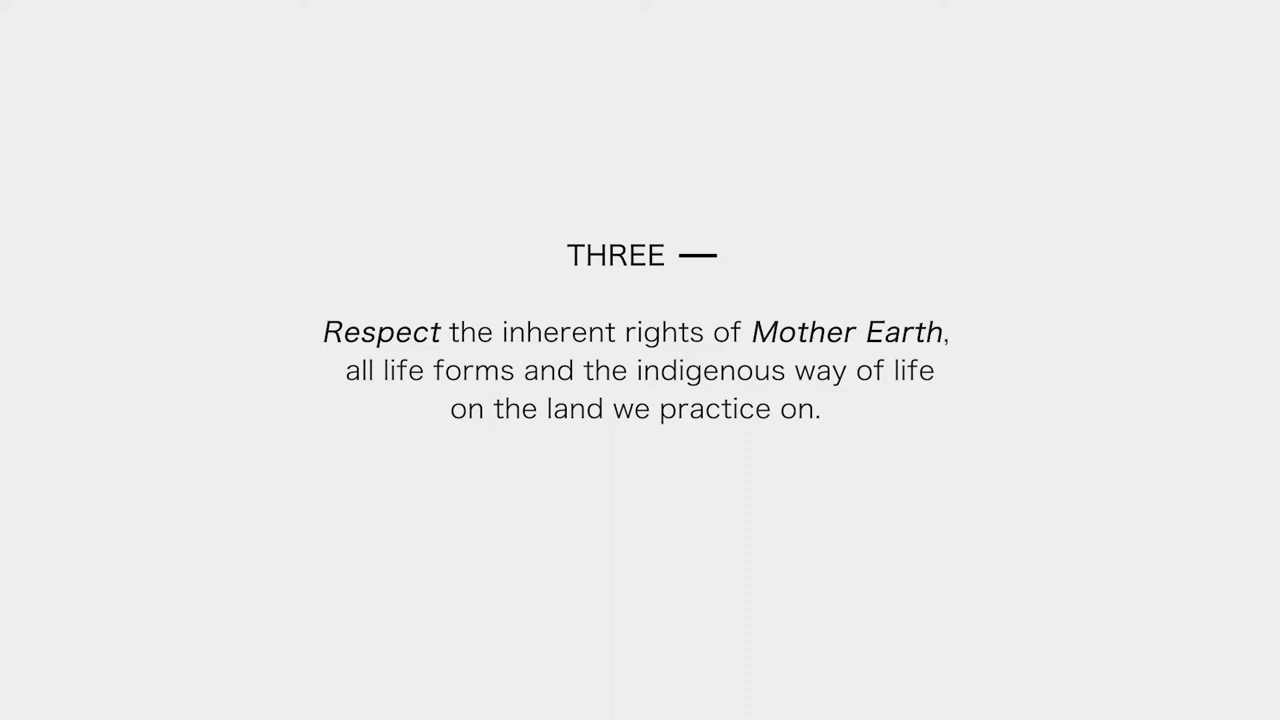 THREE —
Respect the inherent rights of Mother Earth,
all life forms and the indigenous way of life
on the land we practice on.